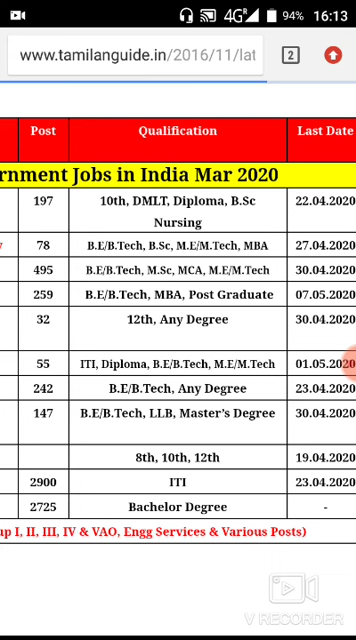 4G 94% 16:13
www.tamilanguide.in/2016/11/lat 2
Post Qualification Last Date
rnment Jobs in India Mar 2020
197 10th, DMLT, Diploma, B.Sc Nursing 22.04.2020
78 B.E/B.Tech, B.Sc, M.E/M.Tech, MBA 27.04.2020
495 B.E/B.Tech, M.Sc, MCA, M.E/M.Tech 30.04.2020
259 B.E/B.Tech, MBA, Post Graduate 07.05.2020
32 12th, Any Degree 30.04.2020
55 ITI, Diploma, B.E/B.Tech, M.E/M.Tech 01.05.2020
242 B.E/B.Tech, Any Degree 23.04.2020
147 B.E/B.Tech, LLB, Master's Degree 30.04.2020
8th, 10th, 12th 19.04.2020
2900 ITI 23.04.2020
2725 Bachelor Degree -
up I, II, III, IV & VAO, Engg Services & Various Posts)
V RECORDER